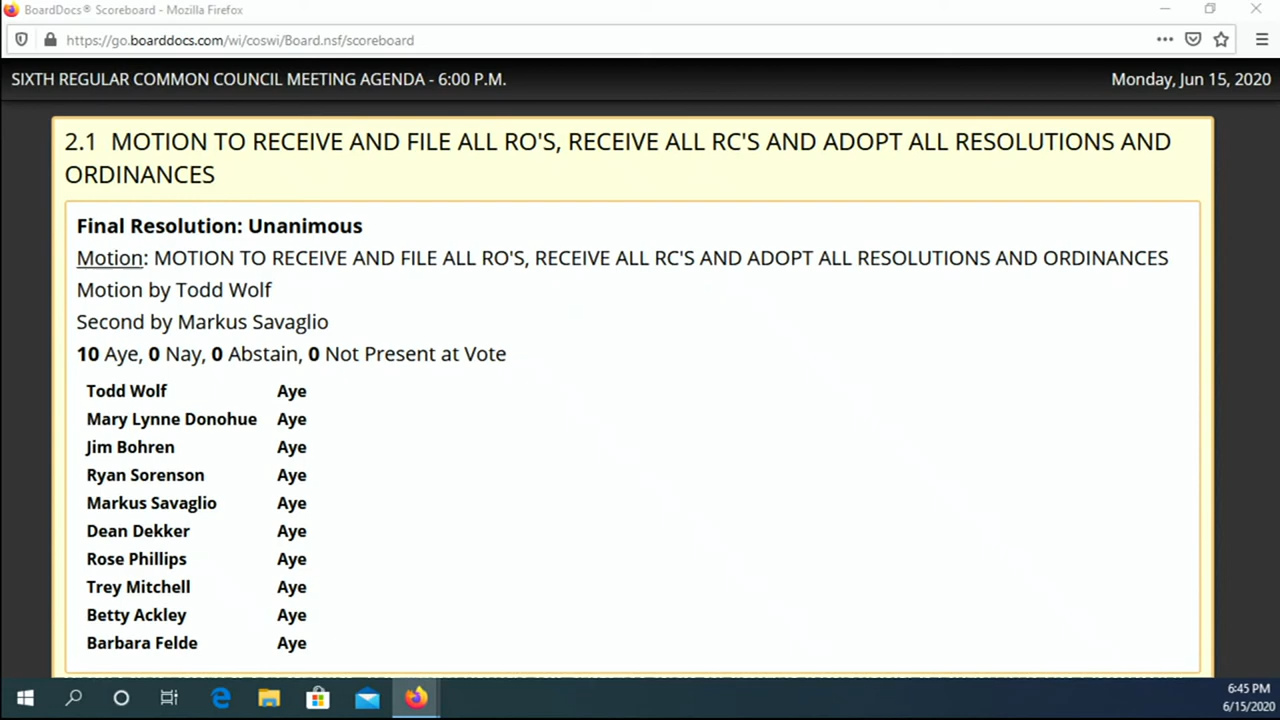 BoardDocs® Scoreboard - Mozilla Firefox
https://go.boarddocs.com/wi/coswi/Board.nsf/scoreboard
SIXTH REGULAR COMMON COUNCIL MEETING AGENDA - 6:00 P.M. Monday, Jun 15, 2020
2.1 MOTION TO RECEIVE AND FILE ALL RO'S, RECEIVE ALL RC'S AND ADOPT ALL RESOLUTIONS AND
ORDINANCES
Final Resolution: Unanimous
Motion: MOTION TO RECEIVE AND FILE ALL RO'S, RECEIVE ALL RC'S AND ADOPT ALL RESOLUTIONS AND ORDINANCES
Motion by Todd Wolf
Second by Markus Savaglio
10 Aye, 0 Nay, 0 Abstain, 0 Not Present at Vote
Todd Wolf Aye
Mary Lynne Donohue Aye
Jim Bohren Aye
Ryan Sorenson Aye
Markus Savaglio Aye
Dean Dekker Aye
Rose Phillips Aye
Trey Mitchell Aye
Betty Ackley Aye
Barbara Felde Aye
6:45 PM
6/15/2020